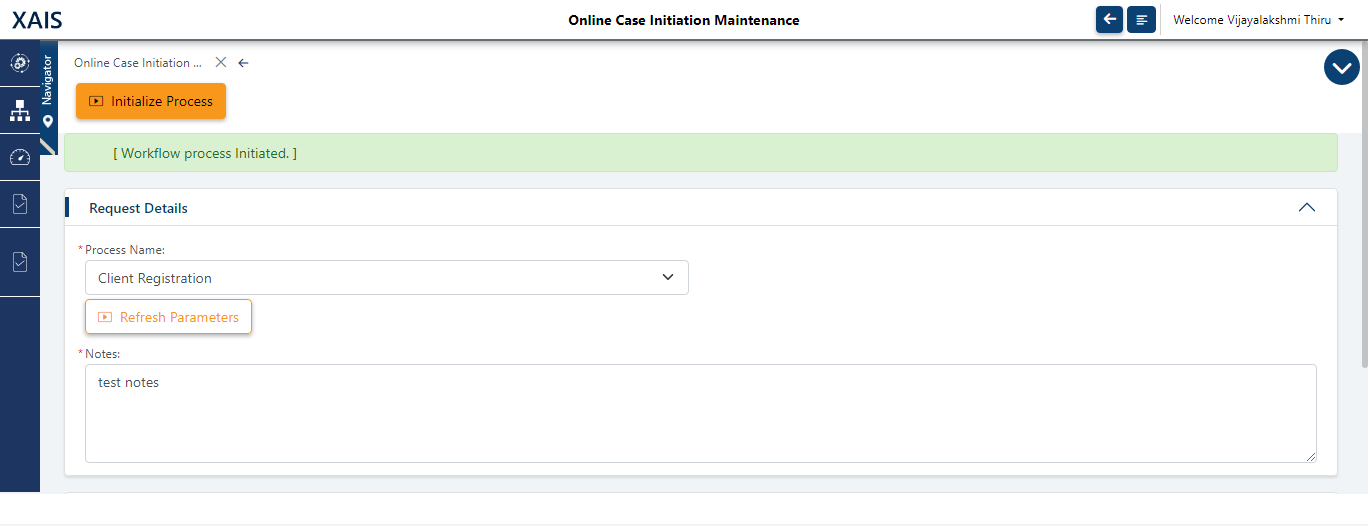 XAIS
Online Case Initiation Maintenance
Welcome Vijayalakshmi Thiru
Navigator
Online Case Initiation ...
Initialize Process
[ Workflow process Initiated. ]
Request Details
*Process Name:
Client Registration
Refresh Parameters
*Notes:
test notes